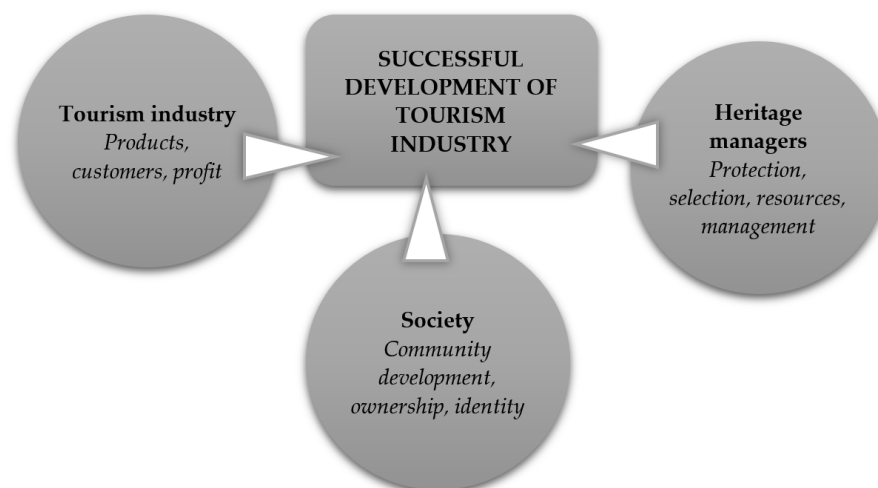 SUCCESSFUL
DEVELOPMENT OF
TOURISM
INDUSTRY
Tourism industry
Products,
customers, profit
Heritage
managers
Protection,
selection, resources,
management
Society
Community
development,
ownership, identity